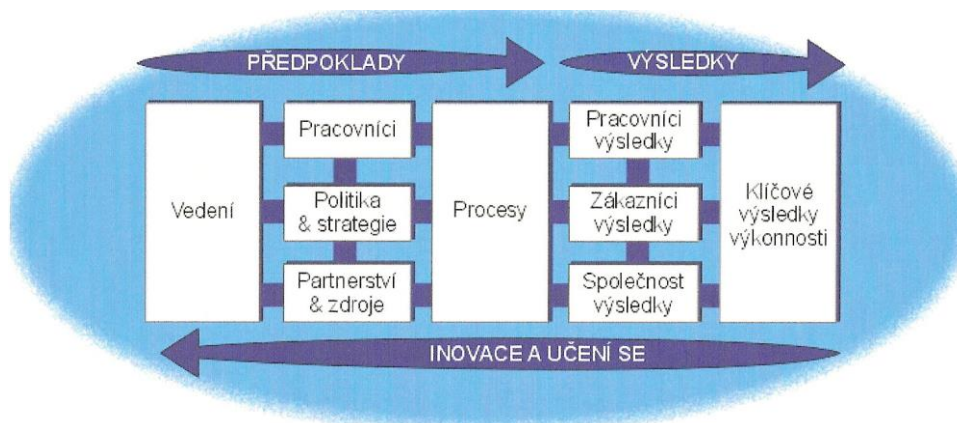 PŘEDPOKLADY
VÝSLEDKY
Vedení
Pracovníci
Politika
& strategie
Partnerství
& zdroje
Procesy
Pracovníci
výsledky
Zákazníci
výsledky
Společnost
výsledky
Klíčové
výsledky
výkonnosti
INOVACE A UČENÍ SE